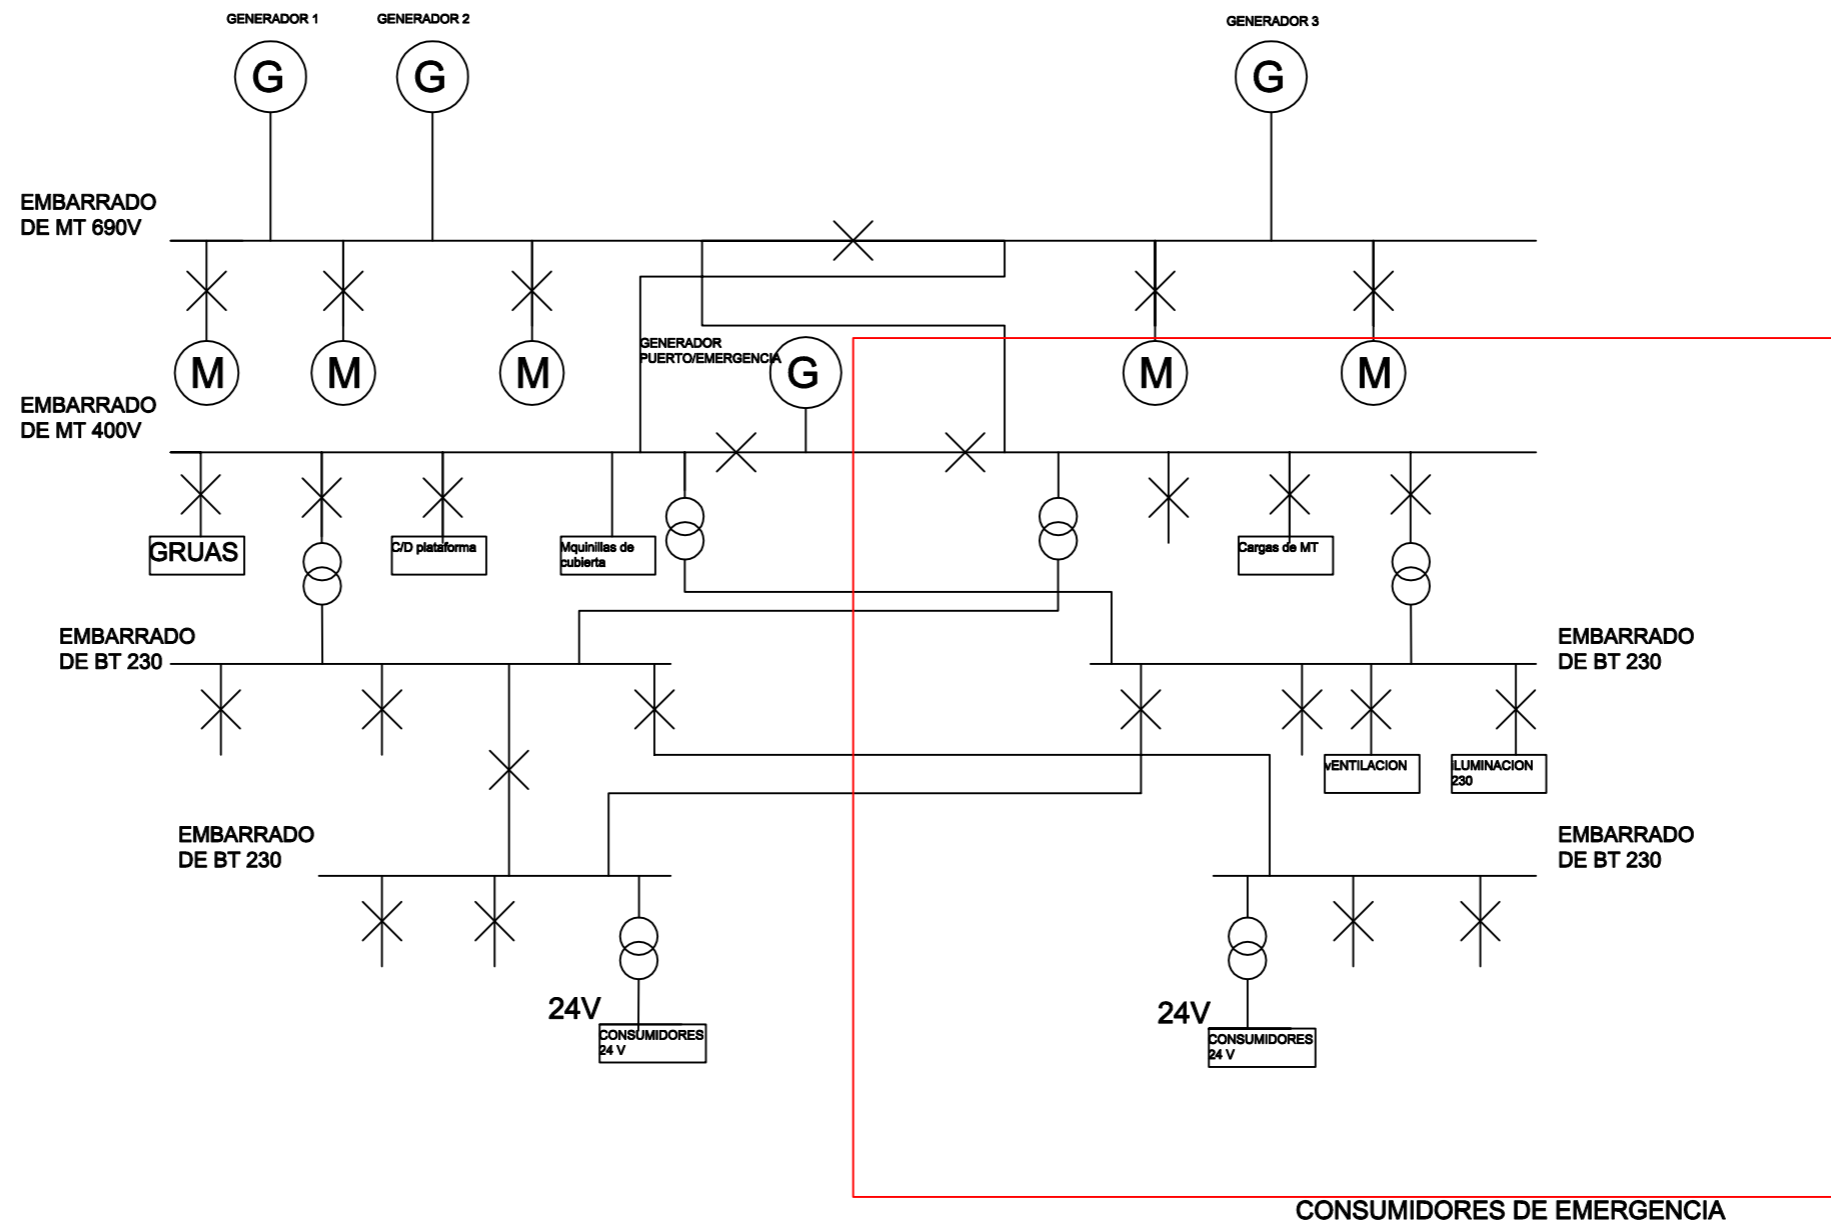 GENERADOR 1
GENERADOR 2
GENERADOR 3
G
G
G
EMBARRADO
DE MT 690V
GENERADOR
PUERTO/EMERGENCIA
G
M
M
M
M
M
EMBARRADO
DE MT 400V
GRUAS
C/D plataforma
Mquinillas de
cubierta
Cargas de MT
EMBARRADO
DE BT 230
EMBARRADO
DE BT 230
vENTILACION
iLUMINACION
230
EMBARRADO
DE BT 230
EMBARRADO
DE BT 230
24V
CONSUMIDORES
24 V
24V
CONSUMIDORES
24 V
CONSUMIDORES DE EMERGENCIA